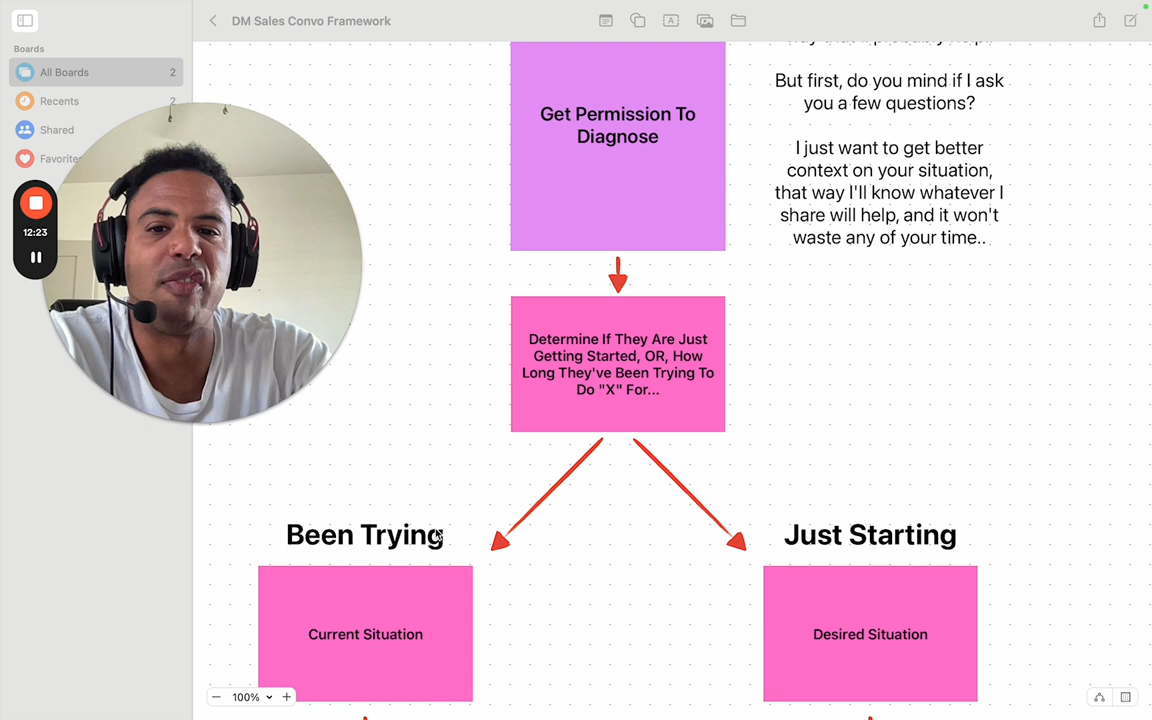 DM Sales Convo Framework
Boards
All Boards 2
Recents 2
Shared
Favorites
12:23
Get Permission To
Diagnose
But first, do you mind if I ask
you a few questions?
I just want to get better
context on your situation,
that way I'll know whatever I
share will help, and it won't
waste any of your time..
Determine If They Are Just
Getting Started, OR, How
Long They've Been Trying To
Do "X" For...
Been Trying
Just Starting
Current Situation
Desired Situation
100%